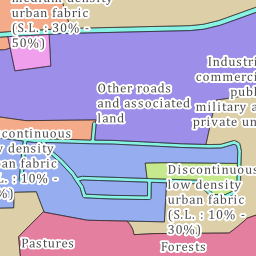 urban fabric
(S.L. : 30% -
50%)
Other roads
and associated
land
Industri
commerci
publ
military a
private un
continuous
w density
an fabric
. : 10% -
%)
Discontinuous
low density
urban fabric
(S.L. : 10% -
30%)
Pastures
Forests